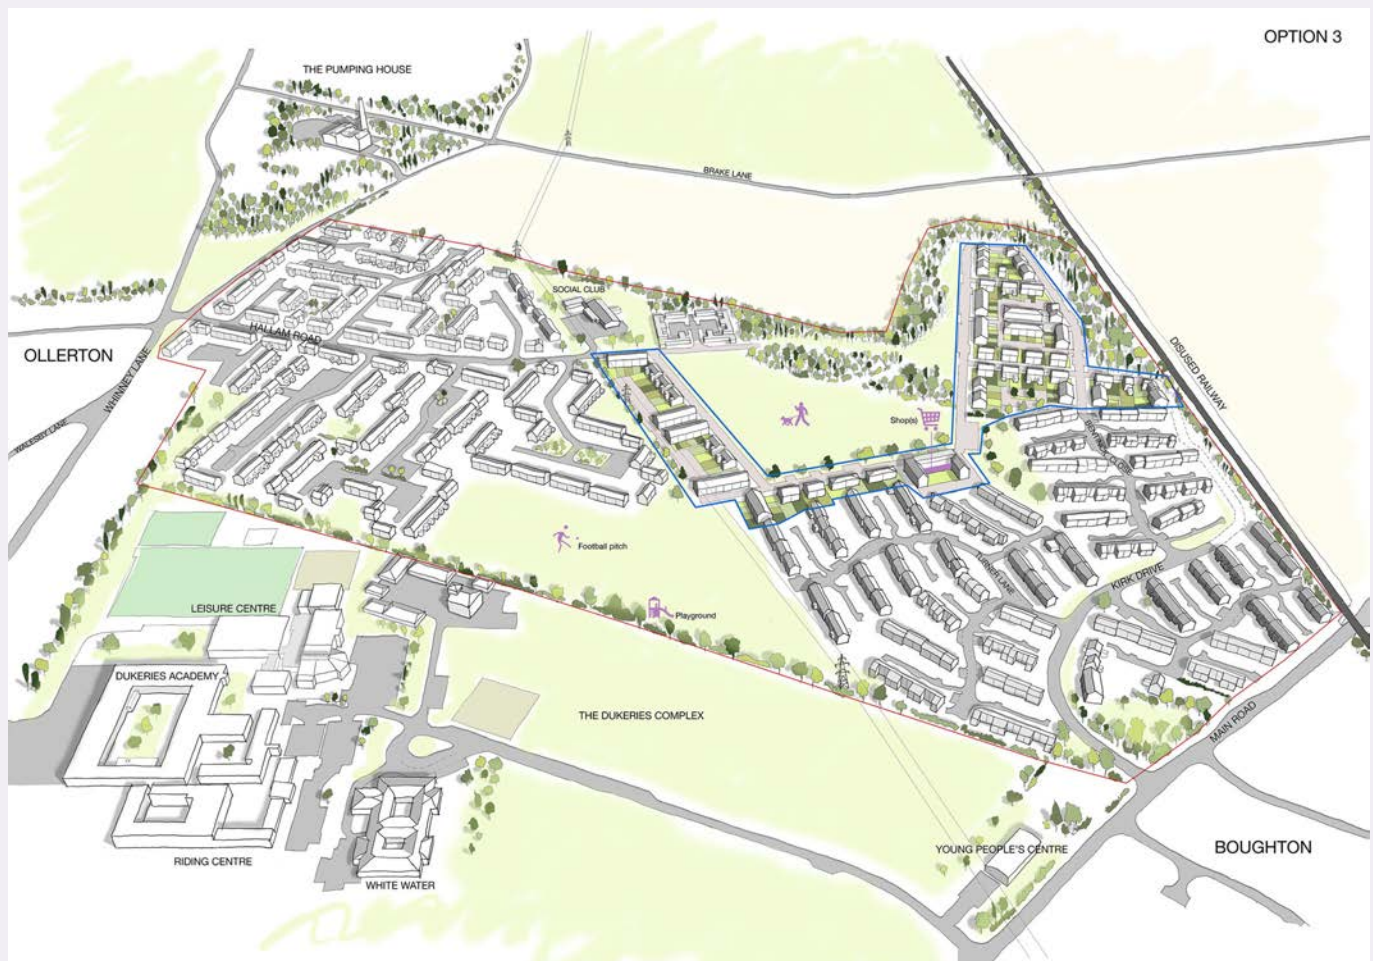 OPTION 3
THE PUMPING HOUSE
BRAKE LANE
SOCIAL CLUB
HALLAM ROAD
OLLERTON
WHINNEY LANE
DISUSED RAILWAY
WALESBY LANE
Shop(s)
Football pitch
TURNER LANE
KIRK DRIVE
LEISURE CENTRE
Playground
DUKERIES ACADEMY
THE DUKERIES COMPLEX
MAIN ROAD
YOUNG PEOPLE'S CENTRE
BOUGHTON
RIDING CENTRE
WHITE WATER